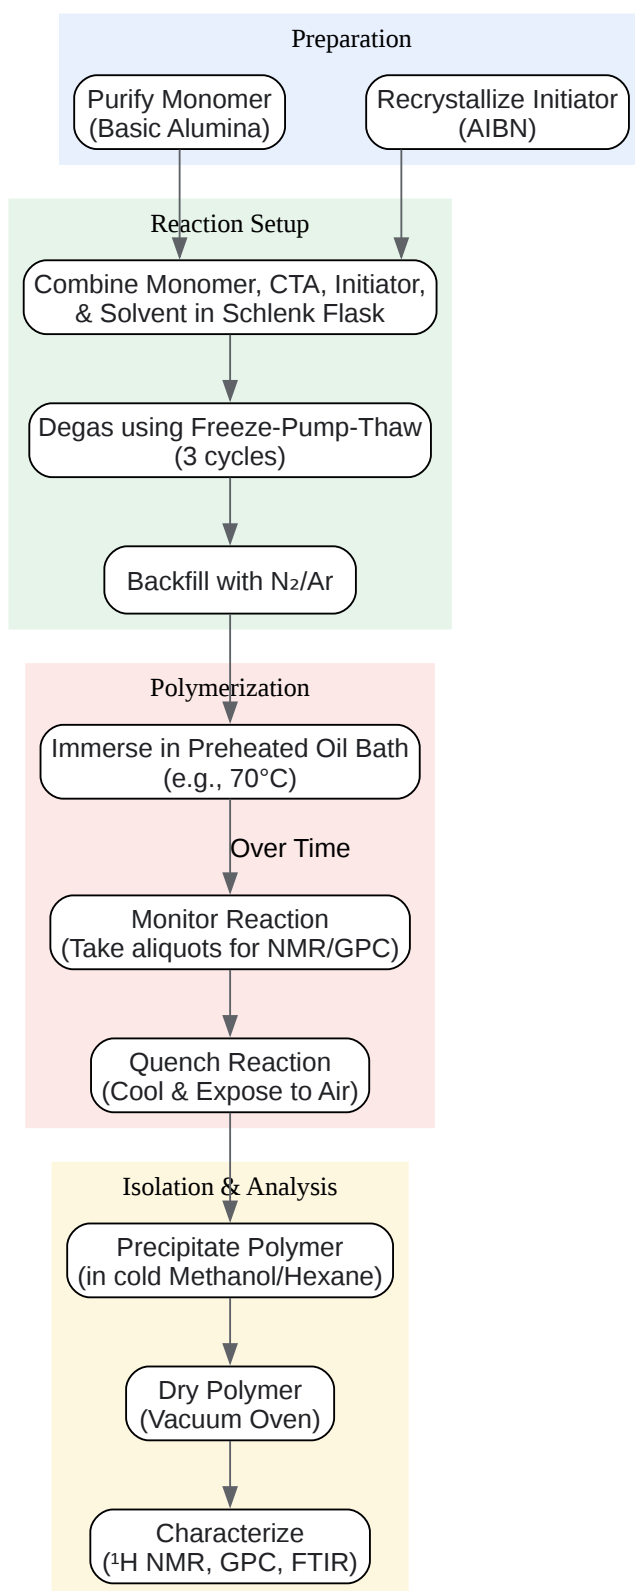 Preparation
Purify Monomer
(Basic Alumina)
Recrystallize Initiator
(AIBN)
Reaction Setup
Combine Monomer, CTA, Initiator,
& Solvent in Schlenk Flask
Degas using Freeze-Pump-Thaw
(3 cycles)
Backfill with N₂/Ar
Polymerization
Immerse in Preheated Oil Bath
(e.g., 70°C)
Over Time
Monitor Reaction
(Take aliquots for NMR/GPC)
Quench Reaction
(Cool & Expose to Air)
Isolation & Analysis
Precipitate Polymer
(in cold Methanol/Hexane)
Dry Polymer
(Vacuum Oven)
Characterize
(¹H NMR, GPC, FTIR)